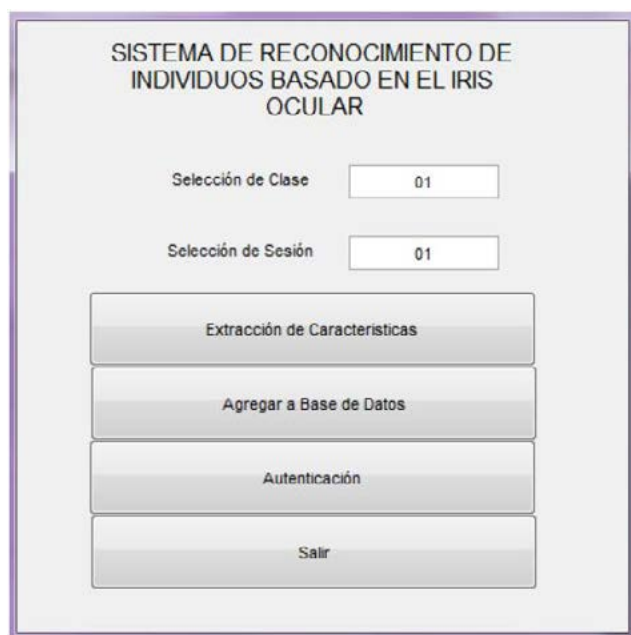 SISTEMA DE RECONOCIMIENTO DE
INDIVIDUOS BASADO EN EL IRIS
OCULAR
Selección de Clase 01
Selección de Sesión 01
Extracción de Caracteristicas
Agregar a Base de Datos
Autenticación
Salir